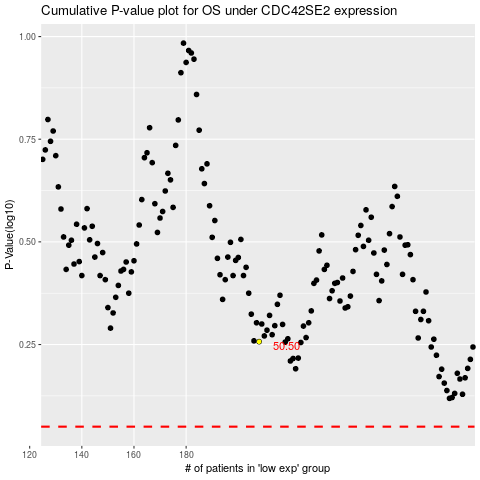 Cumulative P-value plot for OS under CDC42SE2 expression
P-Value(log10)
1.00
0.75
0.50
0.25
50:50
120 140 160 180
# of patients in 'low exp' group